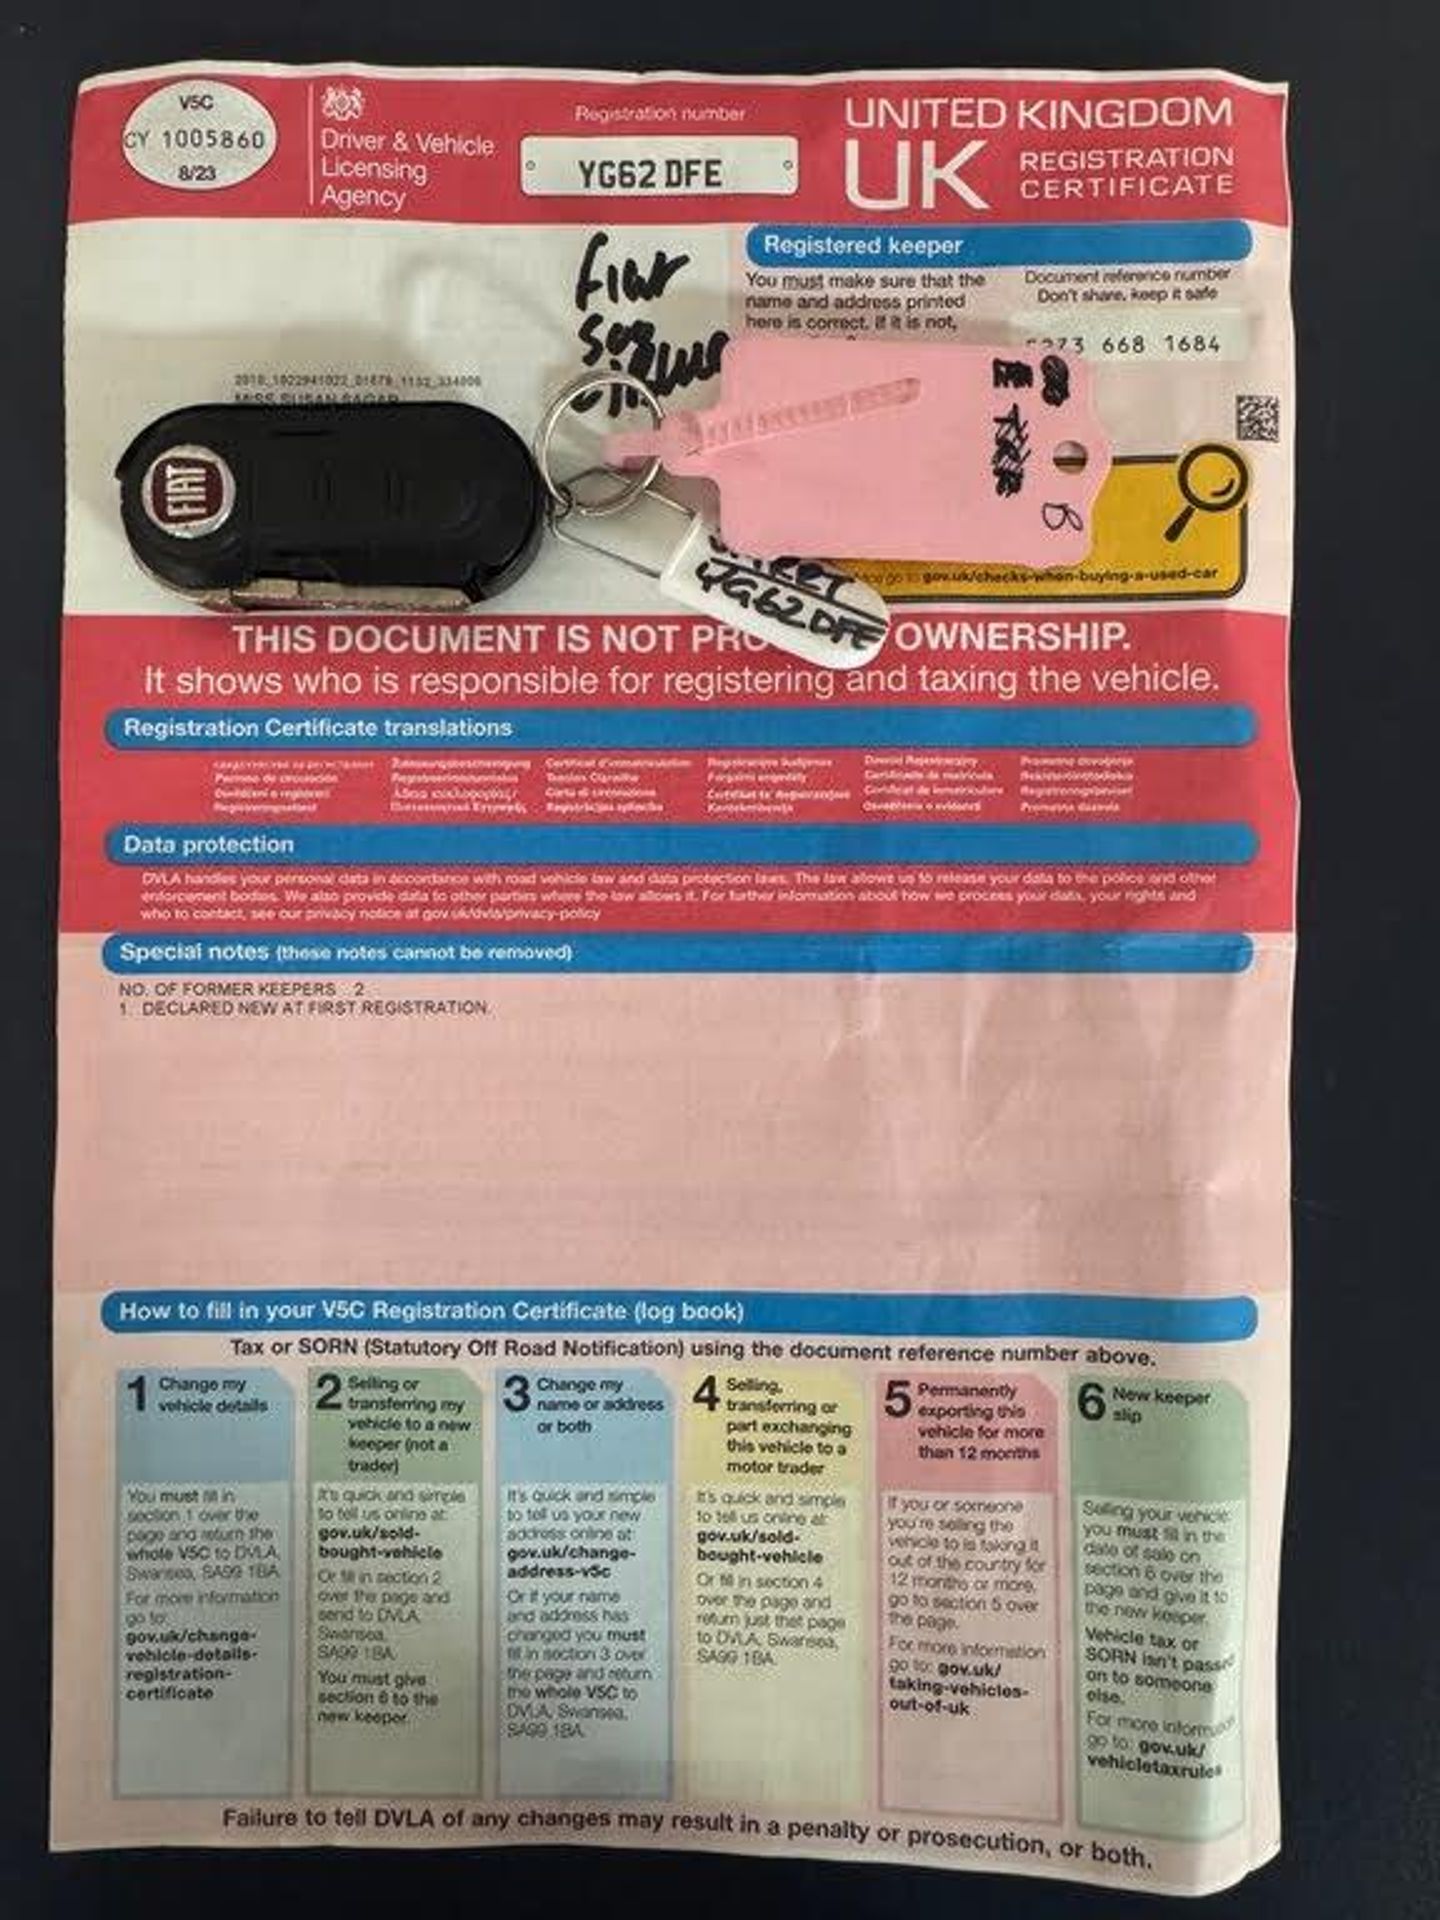 V5C
CY 1005860
8/23
Driver & Vehicle
Licensing
Agency
Registration number
YG62 DFE
UNITED KINGDOM
UK
REGISTRATION
CERTIFICATE
Registered keeper
You must make sure that the
name and address printed
here is correct. If it is not,
Document reference number
Don't share, keep it safe
668 1684
Fiat
MISS SUSAN SAGAR
FIAT
B
YG62 DFE
go to gov.uk/checks-when-buying-a-used-car
THIS DOCUMENT IS NOT OWNERSHIP.
It shows who is responsible for registering and taxing the vehicle.
Registration Certificate translations
Data protection
DVLA handles your personal data in accordance with road vehicle law and data protection laws. The law allows us to release your data to the police and other
enforcement bodies. We also provide data to other parties where the law allows it. For further information about how we process your data, your rights and
who to contact, see our privacy notice at gov.uk/dvla/privacy-policy
Special notes (these notes cannot be removed)
NO. OF FORMER KEEPERS 2
1. DECLARED NEW AT FIRST REGISTRATION.
How to fill in your V5C Registration Certificate (log book)
Tax or SORN (Statutory Off Road Notification) using the document reference number above.
1 Change my
vehicle details
You must fill in
section 1 over the
page and return the
whole V5C to DVLA,
Swansea, SA99 1BA.
For more information
go to:
gov.uk/change-
vehicle-details-
registration-
certificate
2 Selling or
transferring my
vehicle to a new
keeper (not a
trader)
It's quick and simple
to tell us online at:
gov.uk/sold-
bought-vehicle
Or fill in section 2
over the page and
send to DVLA,
Swansea,
SA99 1BA.
You must give
section 6 to the
new keeper.
3 Change my
name or address
or both
It's quick and simple
to tell us your new
address online at:
gov.uk/change-
address-v5c
Or if your name
and address has
changed you must
fill in section 3 over
the page and return
the whole V5C to
DVLA, Swansea,
SA99 1BA.
4 Selling,
transferring or
part exchanging
this vehicle to a
motor trader
It's quick and simple
to tell us online at:
gov.uk/sold-
bought-vehicle
Or fill in section 4
over the page and
return just that page
to DVLA, Swansea,
SA99 1BA.
5 Permanently
exporting this
vehicle for more
than 12 months
If you or someone
you're selling the
vehicle to is taking it
out of the country for
12 months or more,
go to section 5 over
the page.
For more information
go to: gov.uk/
taking-vehicles-
out-of-uk
6 New keeper
slip
Selling your vehicle:
you must fill in the
date of sale on
section 6 over the
page and give it to
the new keeper.
Vehicle tax or
SORN isn't passed
on to someone
else.
For more information
go to: gov.uk/
vehicletaxrules
Failure to tell DVLA of any changes may result in a penalty or prosecution, or both.